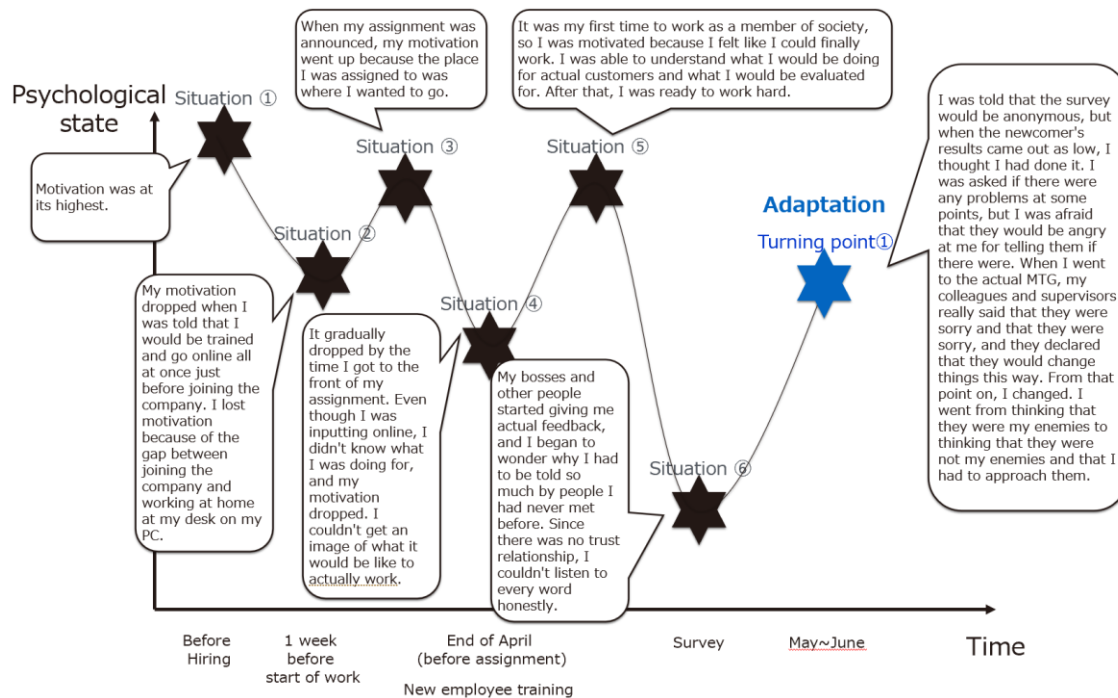 Psychological
state
Situation ①
Motivation was at
its highest.
Situation ②
My motivation
dropped when I
was told that I
would be trained
and go online all
at once just
before joining the
company. I lost
motivation
because of the
gap between
joining the
company and
working at home
at my desk on my
PC.
When my assignment was
announced, my motivation
went up because the place
I was assigned to was
where I wanted to go.
Situation ③
Situation ④
It gradually
dropped by the
time I got to the
front of my
assignment. Even
though I was
inputting online, I
didn't know what
I was doing for,
and my
motivation
dropped. I
couldn't get an
image of what it
would be like to
actually work.
It was my first time to work as a member of society,
so I was motivated because I felt like I could finally
work. I was able to understand what I would be doing
for actual customers and what I would be evaluated
for. After that, I was ready to work hard.
Situation ⑤
My bosses and
other people
started giving me
actual feedback,
and I began to
wonder why I had
to be told so
much by people I
had never met
before. Since
there was no trust
relationship, I
couldn't listen to
every word
honestly.
Situation ⑥
Adaptation
Turning point①
I was told that the survey
would be anonymous, but
when the newcomer's
results came out as low, I
thought I had done it. I
was asked if there were
any problems at some
points, but I was afraid
that they would be angry
at me for telling them if
there were. When I went
to the actual MTG, my
colleagues and supervisors
really said that they were
sorry and that they were
sorry, and they declared
that they would change
things this way. From that
point on, I changed. I
went from thinking that
they were my enemies to
thinking that they were
not my enemies and that I
had to approach them.
Before
Hiring
1 week
before
start of work
End of April
(before assignment)
New employee training
Survey
May~June
Time